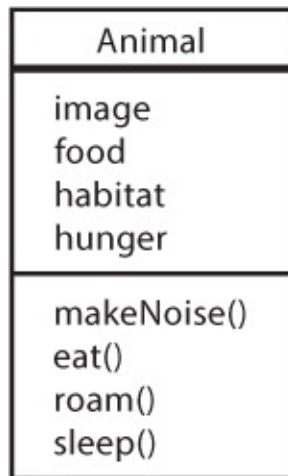 Animal
image
food
habitat
hunger
makeNoise()
eat()
roam()
sleep()